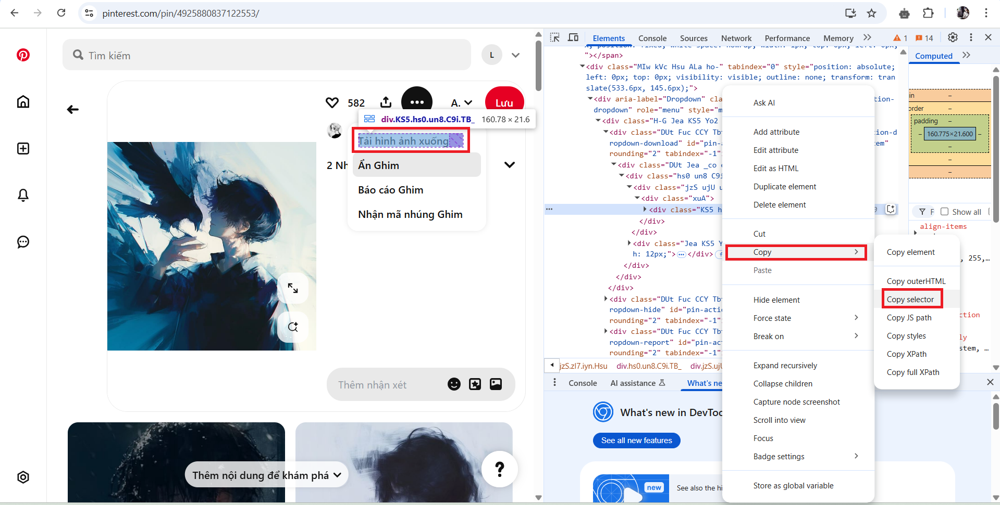 pinterest.com/pin/4925880837122553/
Tìm kiếm
L
582
A.
Lưu
div.KS5.hs0.un8.C9i.TB_ 160.78 × 21.6
Tải hình ảnh xuống
Ẩn Ghim
Báo cáo Ghim
Nhận mã nhúng Ghim
2 Nh
Thêm nhận xét
Thêm nội dung để khám phá
?
Elements Console Sources Network Performance Memory 1 14
"></span>
<div class="MIw kVc Hsu ALa ho-" tabindex="0" style="position: absolute;
left: 0px; top: 0px; visibility: visible; outline: none; transform: tran
slate(533.6px, 145.6px);">
<div aria-label="Dropdown" cla
ction-
dropdown" role="menu" style="m
<div class="H-G Jea KS5 Yo2
<div class="DUt Fuc CCY Tb
on-d
ropdown-download" id="pin-a
em"
rounding="2" tabindex="-1"
<div class="DUt Jea _co
<div class="hs0 un8 C9i
<div class="jzS ujU u
<div class="xuA">
<div class="KS5 h
</div>
</div>
<div class="Jea KS5 Y
h: 12px;"> </div>
</div>
</div>
</div>
<div class="DUt Fuc CCY Tb
ropdown-hide" id="pin-actio
rounding="2" tabindex="-1"
<div class="DUt Fuc CCY Tb
ropdown-report" id="pin-act
rounding="2" tabindex="-1"
jzS.zI7.iyn.Hsu div.hs0.un8.C9i.TB_ div.jzS.ujU
Ask AI
Add attribute
Edit attribute
Edit as HTML
Duplicate element
Delete element
Cut
Copy
Paste
Hide element
Force state
Break on
Expand recursively
Collapse children
Capture node screenshot
Scroll into view
Focus
Badge settings
Store as global variable
Copy element
Copy outerHTML
Copy selector
Copy JS path
Copy styles
Copy XPath
Copy full XPath
Computed
in –
order –
padding –
– 160.775×21.600 –
–
–
–
F Show all
align-items
, 255,…
ction
ly
stem, …
Console AI assistance What's ne
What's new in DevToo
See all new features
new
See also the hi